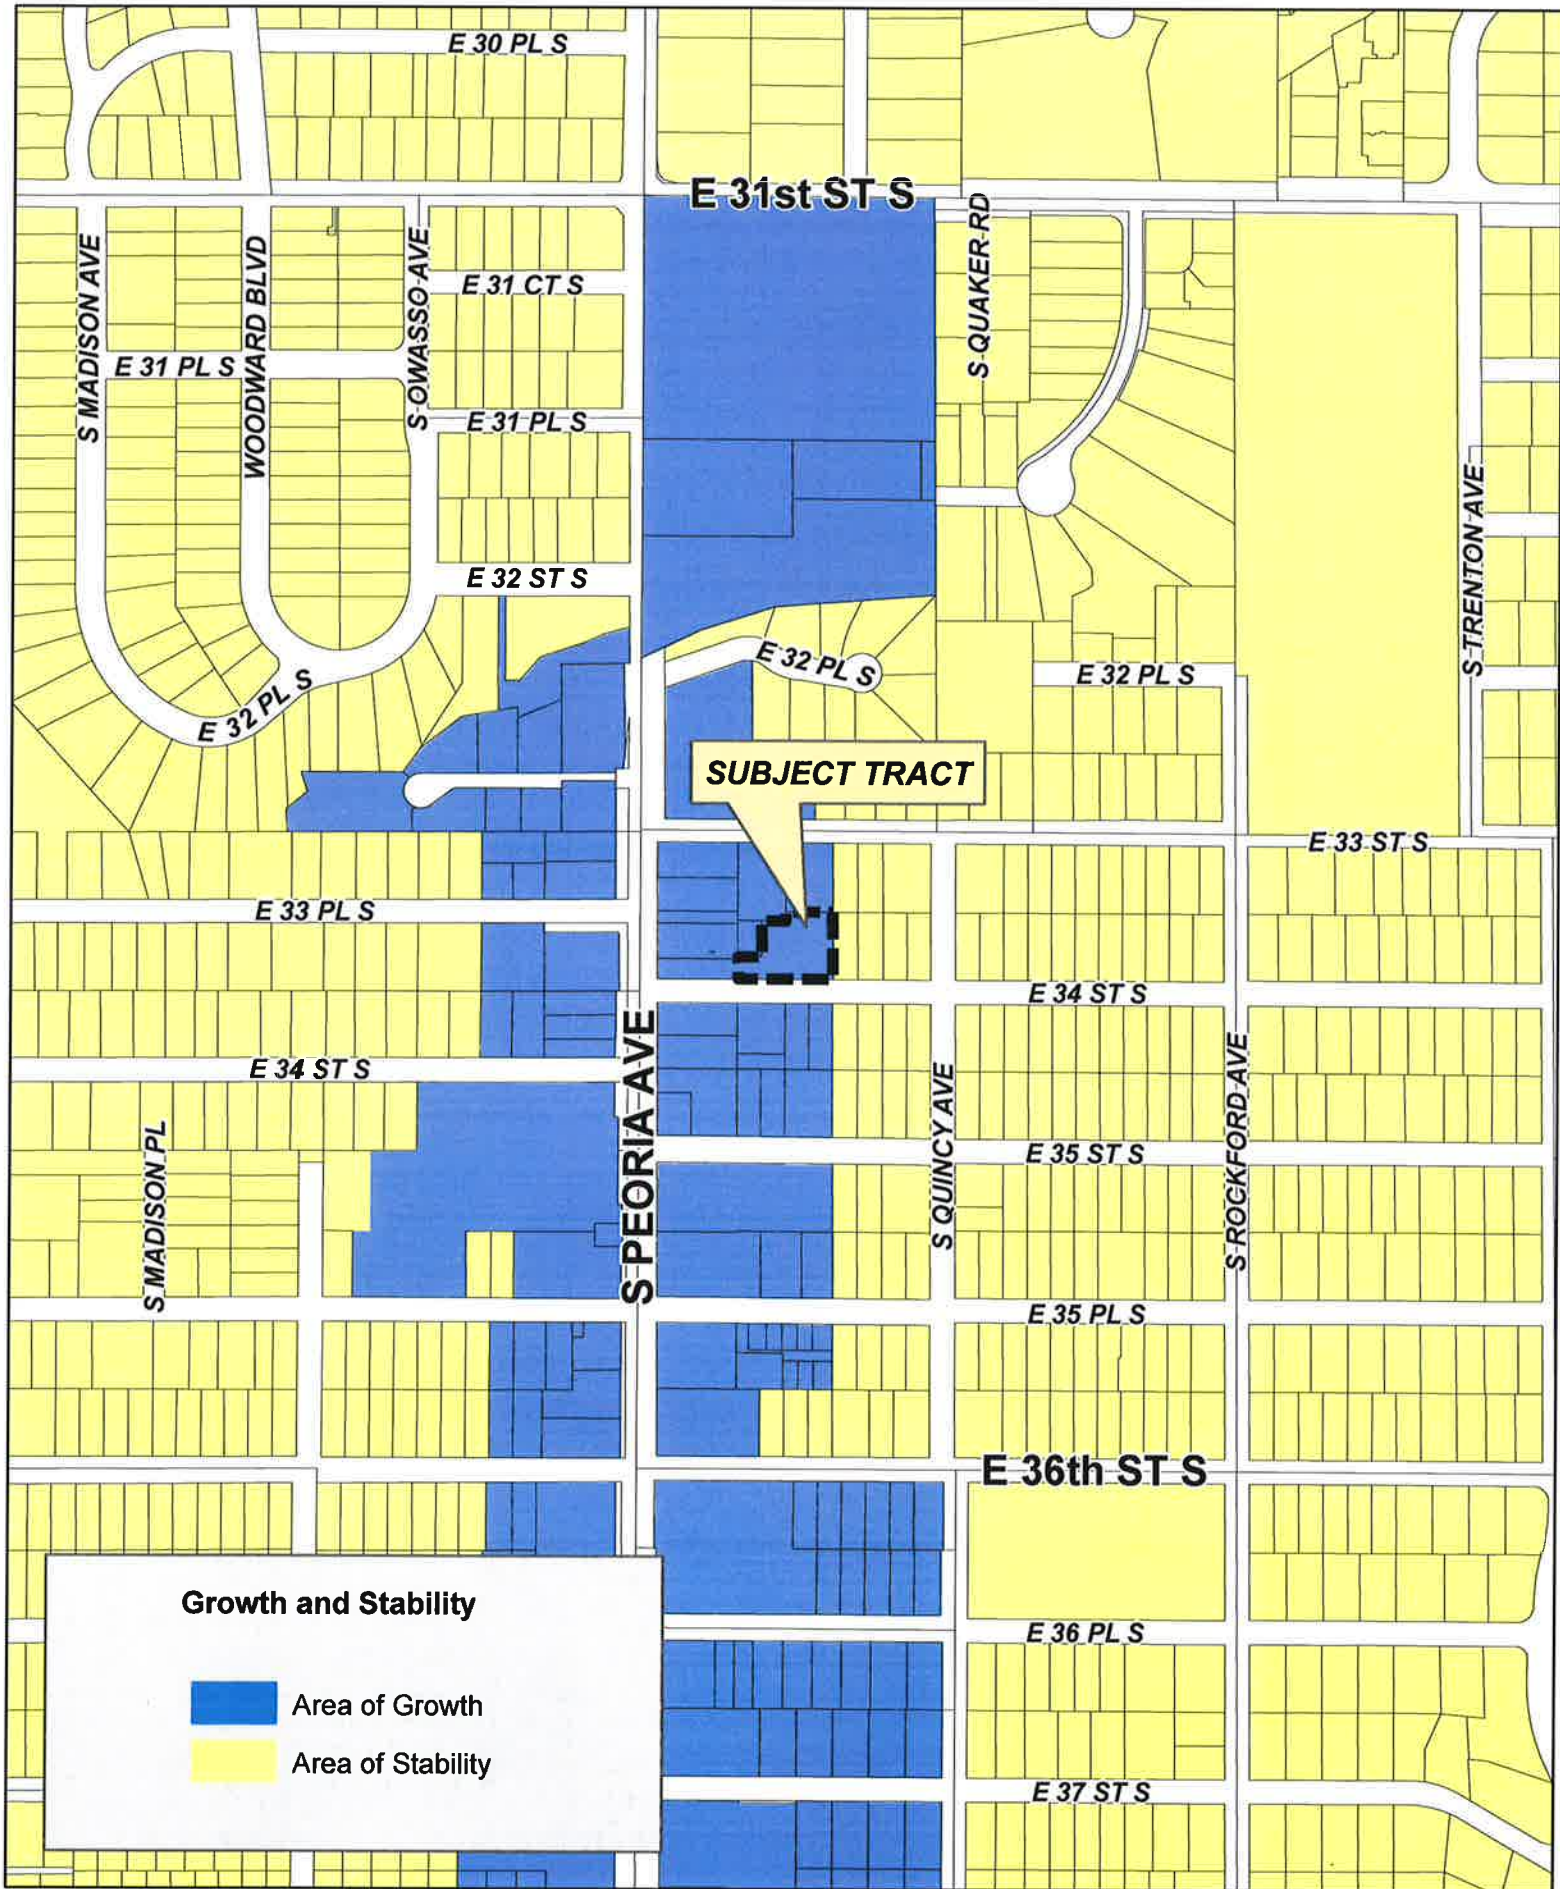 E 30 PL S
E 31st ST S
S MADISON AVE
WOODWARD BLVD
S OWASSO AVE
S QUAKER RD
E 31 CT S
E 31 PL S
E 31 PL S
S TRENTON AVE
E 32 ST S
E 32 PL S
E 32 PL S
E 32 PL S
SUBJECT TRACT
E 33 ST S
E 33 PL S
E 34 ST S
E 34 ST S
S PEORIA AVE
S QUINCY AVE
S ROCKFORD AVE
S MADISON PL
E 35 ST S
E 35 PL S
E 36th ST S
Growth and Stability
Area of Growth
Area of Stability
E 36 PL S
E 37 ST S